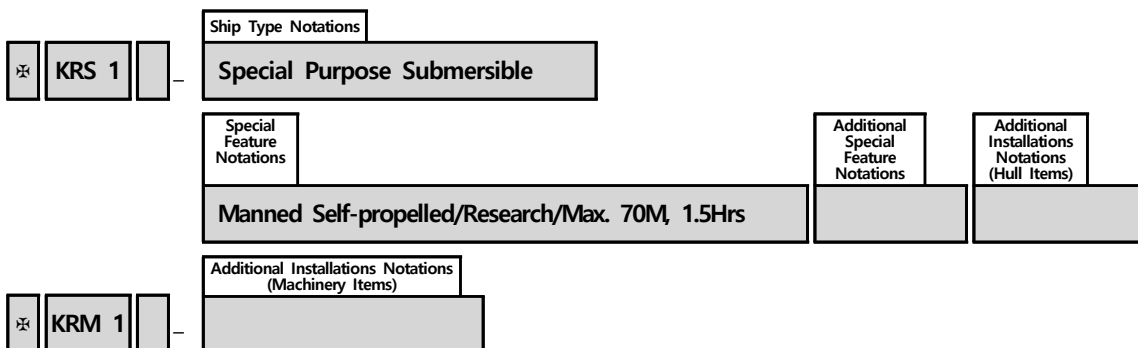 Ship Type Notations
✠ KRS 1 _ Special Purpose Submersible
Special
Feature
Notations
Additional
Special
Feature
Notations
Additional
Installations
Notations
(Hull Items)
Manned Self-propelled/Research/Max. 70M, 1.5Hrs
Additional Installations Notations
(Machinery Items)
✠ KRM 1 _